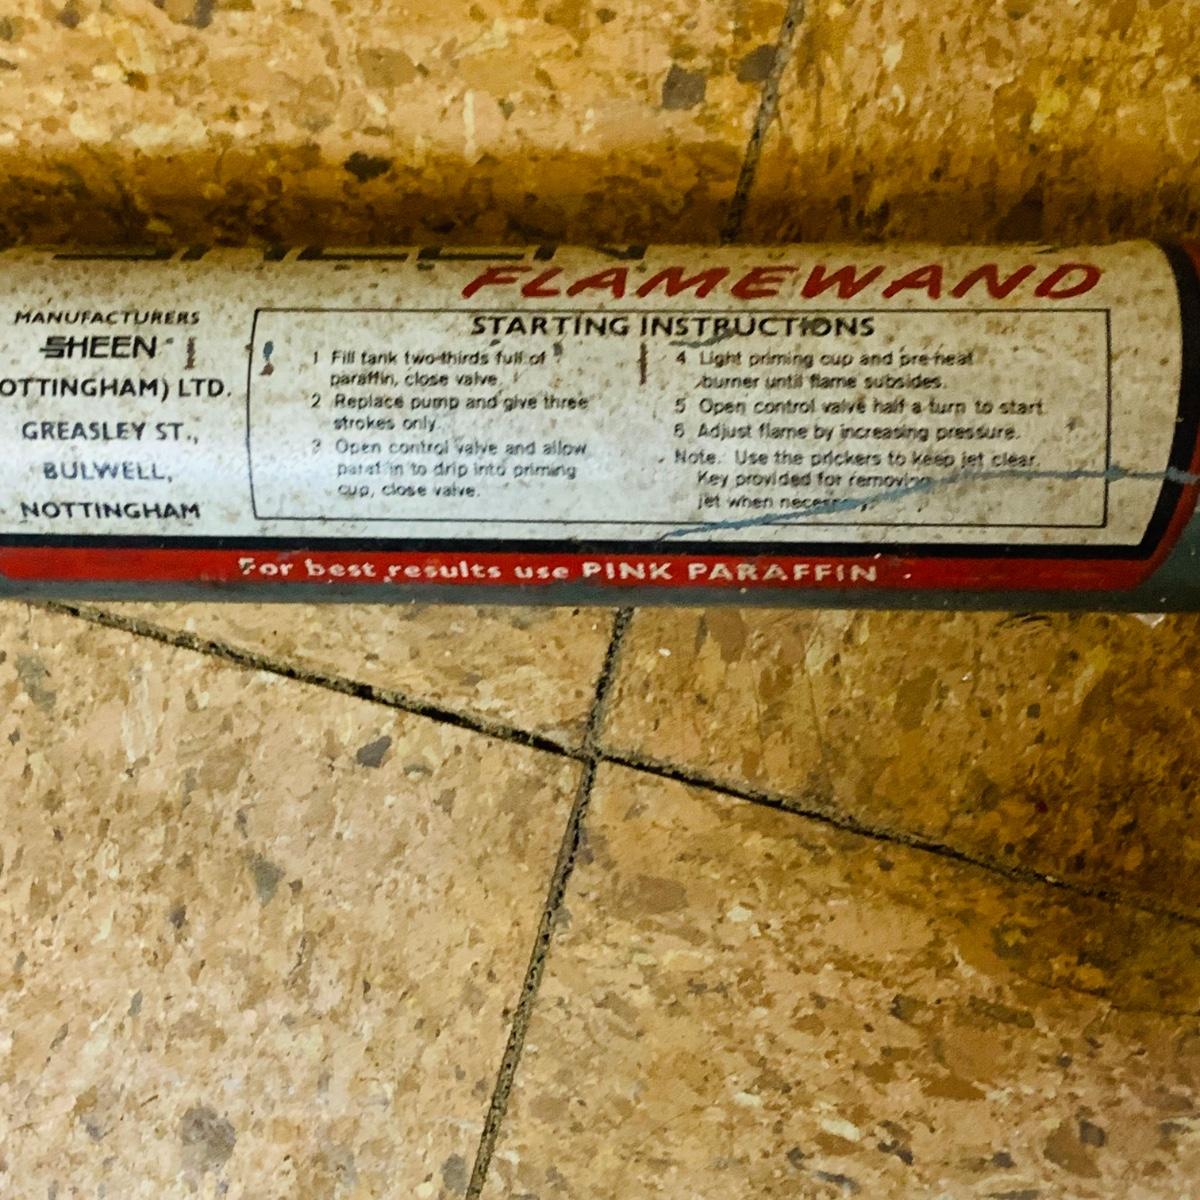 SHEEN
FLAMEWAND
MANUFACTURERS
SHEEN
OTTINGHAM) LTD.
GREASLEY ST.,
BULWELL,
NOTTINGHAM
STARTING INSTRUCTIONS
1 Fill tank two-thirds full of
paraffin, close valve.
2 Replace pump and give three
strokes only.
3 Open control valve and allow
paraffin to drip into priming
cup, close valve.
4 Light priming cup and pre-heat
burner until flame subsides.
5 Open control valve half a turn to start.
6 Adjust flame by increasing pressure.
Note. Use the prickers to keep jet clear.
Key provided for removing
jet when necessary.
For best results use PINK PARAFFIN